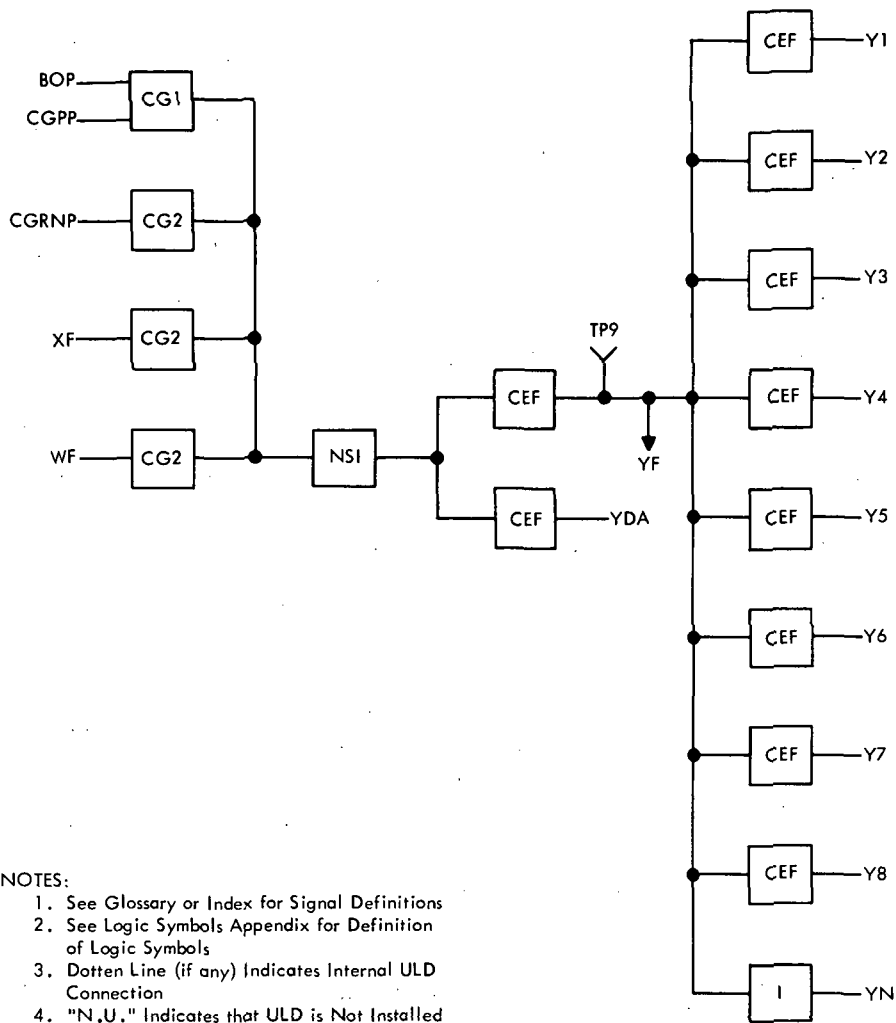 CEF
Y1
BOP
CG1
CGPP
CEF
Y2
CGRNP
CG2
CEF
Y3
XF
CG2
TP9
CEF
CEF
Y4
WF
CG2
NSI
YF
CEF
YDA
CEF
Y5
CEF
Y6
CEF
Y7
CEF
Y8
NOTES:
1. See Glossary or Index for Signal Definitions
2. See Logic Symbols Appendix for Definition
of Logic Symbols
3. Dotten Line (if any) Indicates Internal ULD
Connection
4. "N.U." Indicates that ULD is Not Installed
I
YN